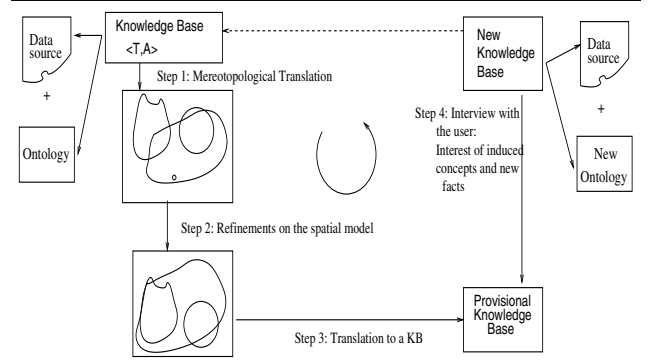 Knowledge Base
<T,A>
Data
source
+
Ontology
Step 1: Mereotopological Translation
New
Knowledge
Base
Data
source
+
New
Ontology
Step 4: Interview with
the user:
Interest of induced
concepts and new
facts
Step 2: Refinements on the spatial model
Step 3: Translation to a KB
Provisional
Knowledge
Base